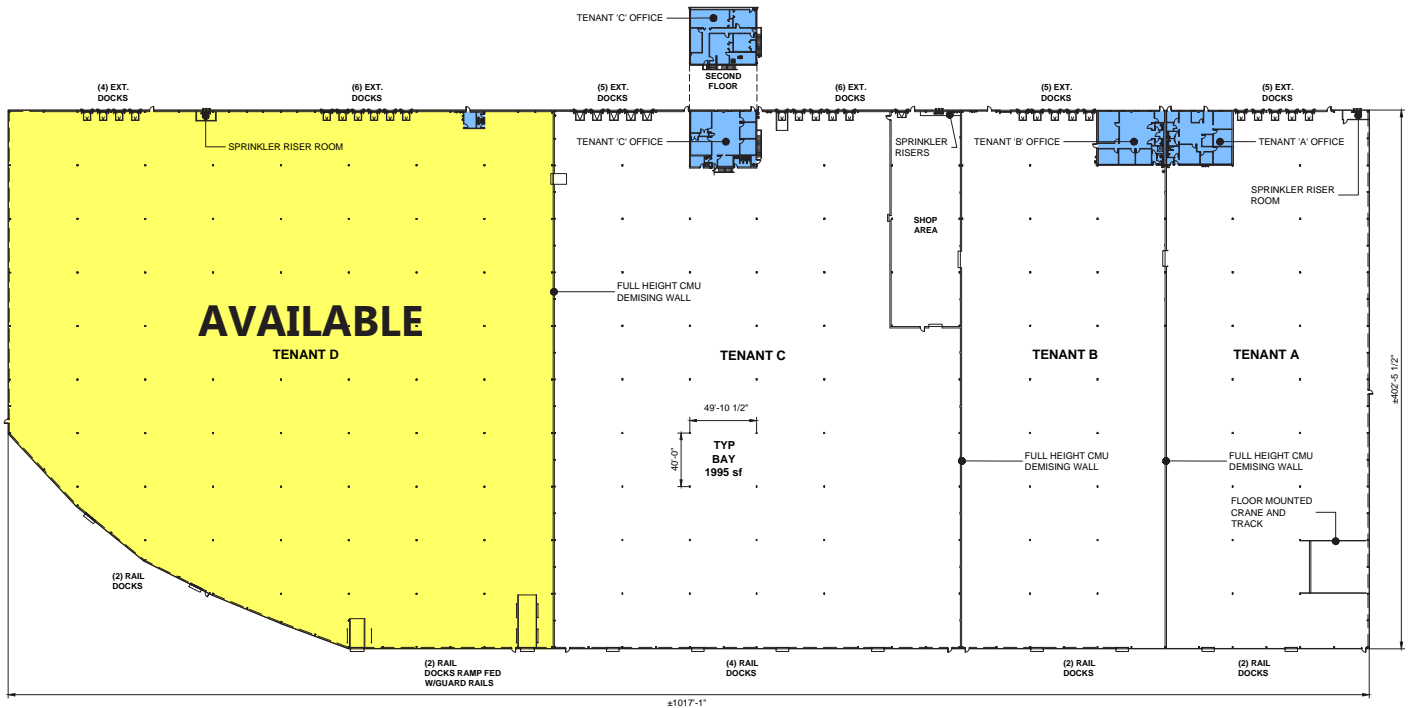 TENANT 'C' OFFICE
SECOND
FLOOR
(4) EXT.
DOCKS
(6) EXT.
DOCKS
(5) EXT.
DOCKS
(6) EXT.
DOCKS
(5) EXT.
DOCKS
(5) EXT.
DOCKS
SPRINKLER RISER ROOM
TENANT 'C' OFFICE
SPRINKLER
RISERS
TENANT 'B' OFFICE
TENANT 'A' OFFICE
SPRINKLER RISER
ROOM
SHOP
AREA
FULL HEIGHT CMU
DEMISING WALL
AVAILABLE
TENANT D
TENANT C
TENANT B
TENANT A
±402'-5 1/2"
49'-10 1/2"
40'-0"
TYP
BAY
1995 sf
FULL HEIGHT CMU
DEMISING WALL
FULL HEIGHT CMU
DEMISING WALL
FLOOR MOUNTED
CRANE AND
TRACK
(2) RAIL
DOCKS
(2) RAIL
DOCKS RAMP FED
W/GUARD RAILS
(4) RAIL
DOCKS
(2) RAIL
DOCKS
(2) RAIL
DOCKS
±1017'-1"